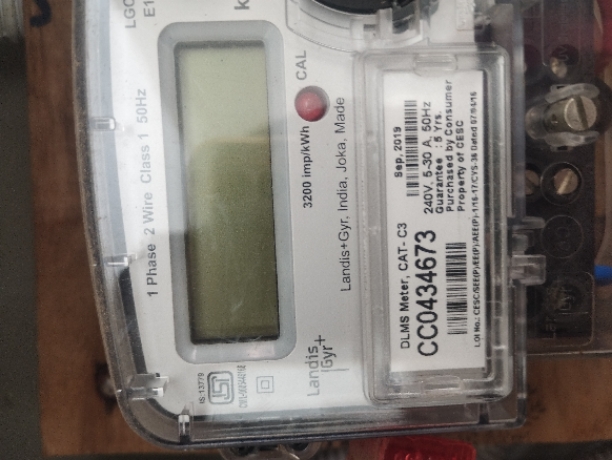 LGC
E1
k
1 Phase 2 Wire Class 1 50Hz
CAL
3200 imp/kWh
Landis+Gyr, India, Joka, Made
IS:13779
Landis
Gyr+
Sep, 2019
DLMS Meter, CAT- C3
CC0434673
240V, 5-30 A, 50Hz
Guarantee : 5 Yrs.
Purchased by Consumer
Property of CESC